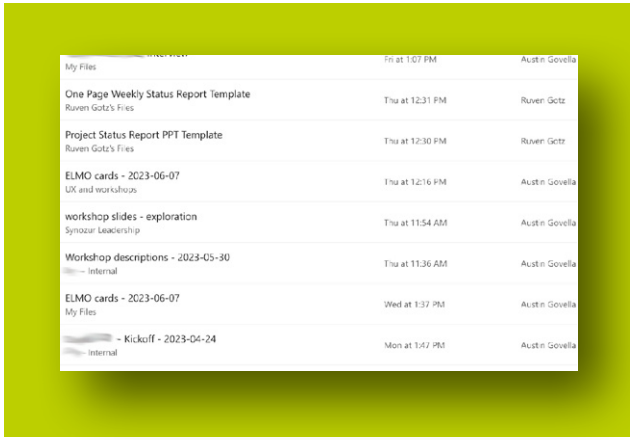 Interview
My Files
Fri at 1:07 PM
Austin Govella
One Page Weekly Status Report Template
Ruven Gotz's Files
Thu at 12:31 PM
Ruven Gotz
Project Status Report PPT Template
Ruven Gotz's Files
Thu at 12:30 PM
Ruven Gotz
ELMO cards - 2023-06-07
UX and workshops
Thu at 12:16 PM
Austin Govella
workshop slides - exploration
Synozur Leadership
Thu at 11:54 AM
Austin Govella
Workshop descriptions - 2023-05-30
– Internal
Thu at 11:36 AM
Austin Govella
ELMO cards - 2023-06-07
My Files
Wed at 1:37 PM
Austin Govella
- Kickoff - 2023-04-24
– Internal
Mon at 1:47 PM
Austin Govella